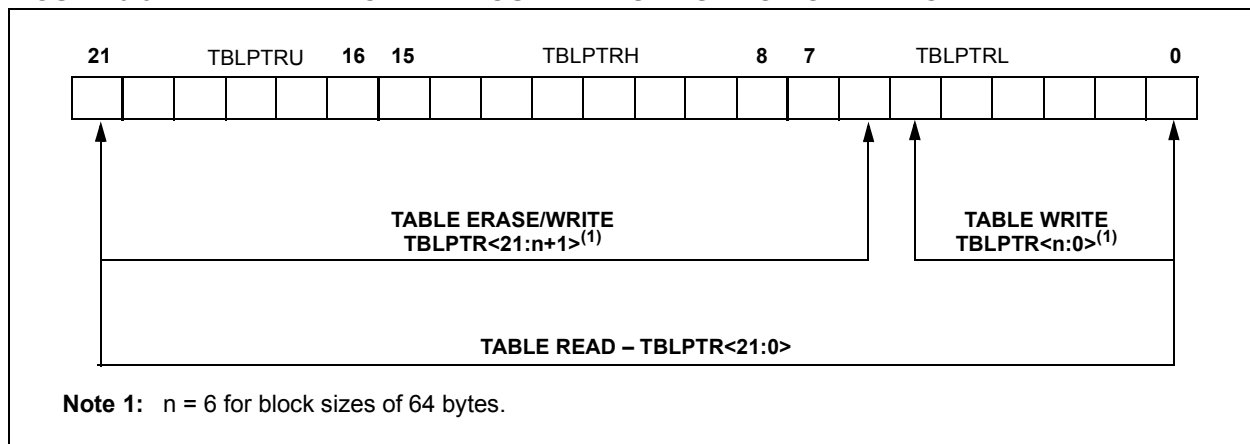 21 TBLPTRU 16 15 TBLPTRH 8 7 TBLPTRL 0
TABLE ERASE/WRITE
TBLPTR<21:n+1>(1)
TABLE WRITE
TBLPTR<n:0>(1)
TABLE READ – TBLPTR<21:0>
Note 1: n = 6 for block sizes of 64 bytes.